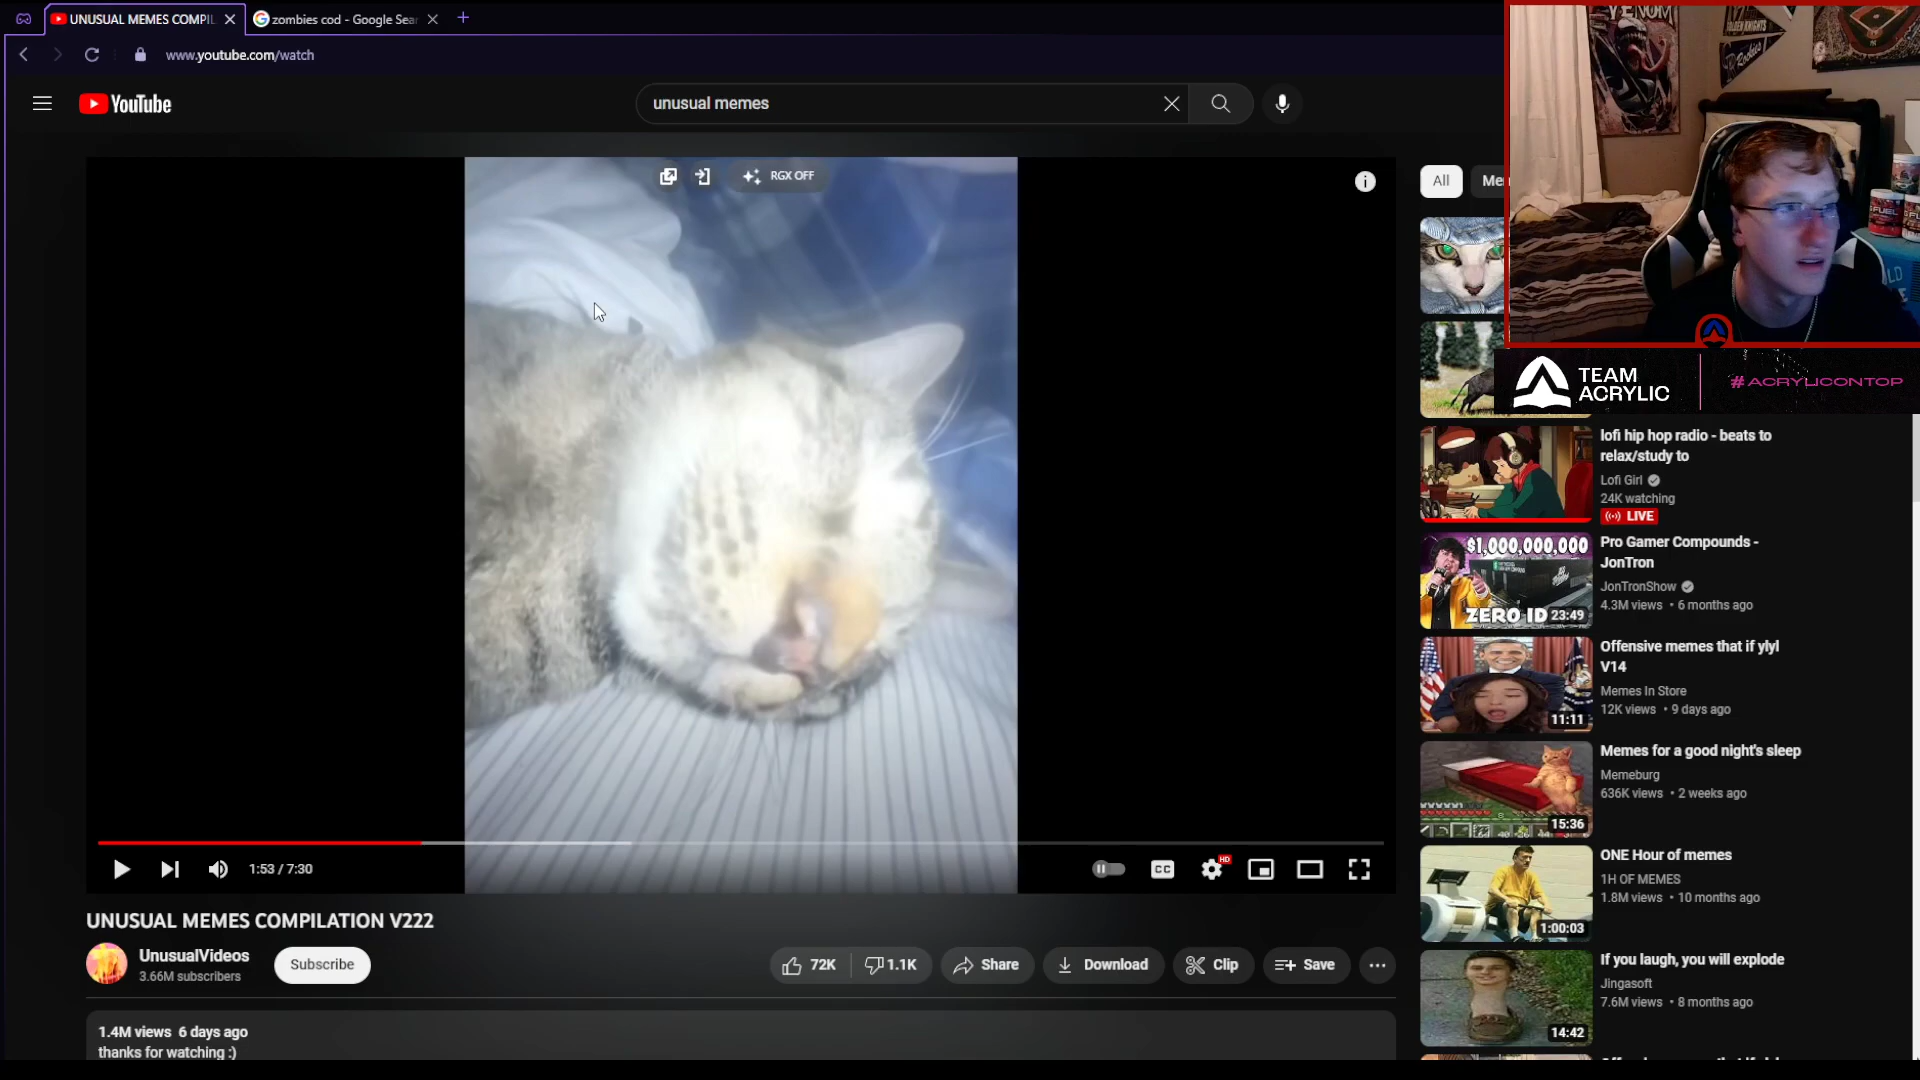 UNUSUAL MEMES COMPIL
zombies cod - Google Sear
www.youtube.com/watch
YouTube
unusual memes
RGX OFF
All
VENOM
GOLDEN KNIGHTS
Rockies
G FUEL
TEAM
ACRYLIC
#ACRYLICONTOP
lofi hip hop radio - beats to
relax/study to
Lofi Girl
24K watching
LIVE
$1,000,000,000
ZERO ID
23:49
Pro Gamer Compounds -
JonTron
JonTronShow
4.3M views • 6 months ago
11:11
Offensive memes that if ylyl
V14
Memes In Store
12K views • 9 days ago
15:36
Memes for a good night's sleep
Memeburg
636K views • 2 weeks ago
1:00:03
ONE Hour of memes
1H OF MEMES
1.8M views • 10 months ago
14:42
If you laugh, you will explode
Jingasoft
7.6M views • 8 months ago
1:53 / 7:30
CC
HD
UNUSUAL MEMES COMPILATION V222
UnusualVideos
3.66M subscribers
Subscribe
72K
1.1K
Share
Download
Clip
Save
1.4M views 6 days ago
thanks for watching :)